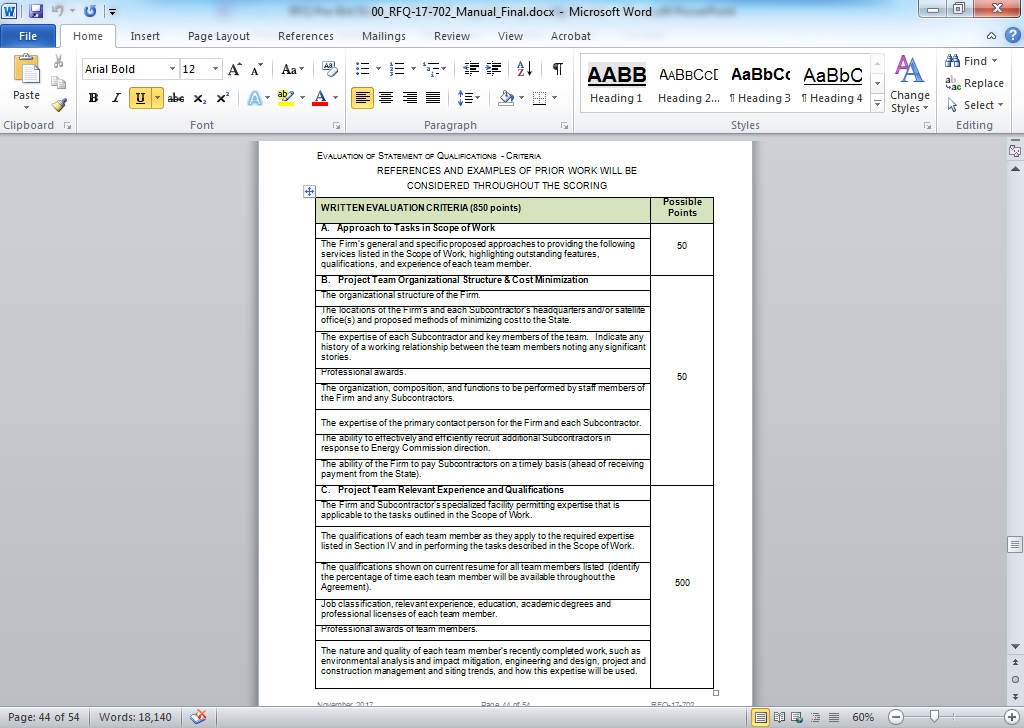 00_RFQ-17-702_Manual_Final.docx - Microsoft Word
File Home Insert Page Layout References Mailings Review View Acrobat
Paste
Arial Bold 12
Clipboard Font Paragraph Styles Editing
AABB AABBCCI AaBbCc AaBbC
Heading 1 Heading 2... ¶ Heading 3 ¶ Heading 4
Change Styles
Find
Replace
Select
EVALUATION OF STATEMENT OF QUALIFICATIONS - CRITERIA
REFERENCES AND EXAMPLES OF PRIOR WORK WILL BE
CONSIDERED THROUGHOUT THE SCORING
WRITTEN EVALUATION CRITERIA (850 points)
Possible
Points
A. Approach to Tasks in Scope of Work
The Firm's general and specific proposed approaches to providing the following
services listed in the Scope of Work, highlighting outstanding features,
qualifications, and experience of each team member.
50
B. Project Team Organizational Structure & Cost Minimization
The organizational structure of the Firm.
The locations of the Firm's and each Subcontractor's headquarters and/or satellite
office(s) and proposed methods of minimizing cost to the State.
The expertise of each Subcontractor and key members of the team. Indicate any
history of a working relationship between the team members noting any significant
stories.
Professional awards.
The organization, composition, and functions to be performed by staff members of
the Firm and any Subcontractors.
The expertise of the primary contact person for the Firm and each Subcontractor.
The ability to effectively and efficiently recruit additional Subcontractors in
response to Energy Commission direction.
The ability of the Firm to pay Subcontractors on a timely basis (ahead of receiving
payment from the State).
50
C. Project Team Relevant Experience and Qualifications
The Firm and Subcontractor's specialized facility permitting expertise that is
applicable to the tasks outlined in the Scope of Work.
The qualifications of each team member as they apply to the required expertise
listed in Section IV and in performing the tasks described in the Scope of Work.
The qualifications shown on current resume for all team members listed (identify
the percentage of time each team member will be available throughout the
Agreement).
Job classification, relevant experience, education, academic degrees and
professional licenses of each team member.
Professional awards of team members.
The nature and quality of each team member's recently completed work, such as
environmental analysis and impact mitigation, engineering and design, project and
construction management and siting trends, and how this expertise will be used.
500
November 2017 Page 44 of 54 RFQ-17-702
Page: 44 of 54 Words: 18,140 60%